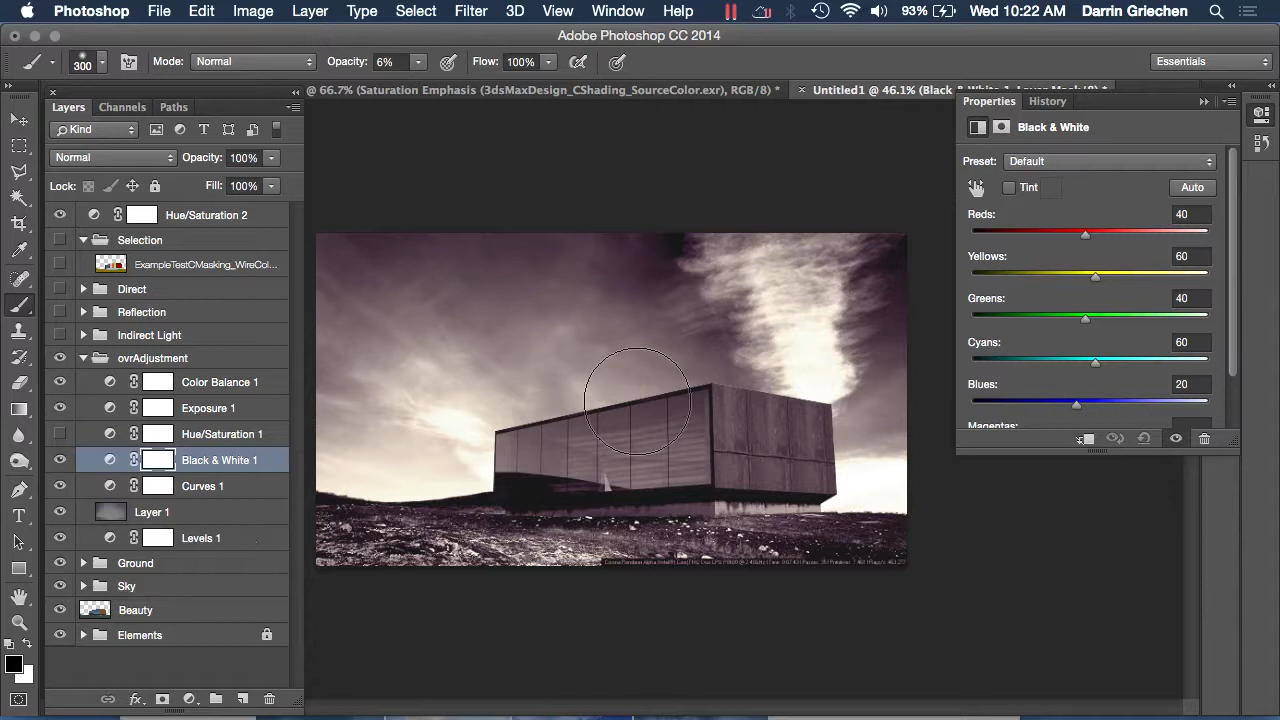 Photoshop File Edit Image Layer Type Select Filter 3D View Window Help 93% Wed 10:22 AM Darrin Griechen
Adobe Photoshop CC 2014
300 Mode: Normal Opacity: 6% Flow: 100% Essentials
@ 66.7% (Saturation Emphasis (3dsMaxDesign_CShading_SourceColor.exr), RGB/8) * × Untitled1 @ 46.1% (Black &
Layers Channels Paths
Kind
Normal Opacity: 100%
Lock: Fill: 100%
Hue/Saturation 2
Selection
ExampleTestCMasking_WireCol...
Direct
Reflection
Indirect Light
ovrAdjustment
Color Balance 1
Exposure 1
Hue/Saturation 1
Black & White 1
Curves 1
Layer 1
Levels 1
Ground
Sky
Beauty
Elements
fx
Properties History
Black & White
Preset: Default
Tint Auto
Reds: 40
Yellows: 60
Greens: 40
Cyans: 60
Blues: 20
Magentas: